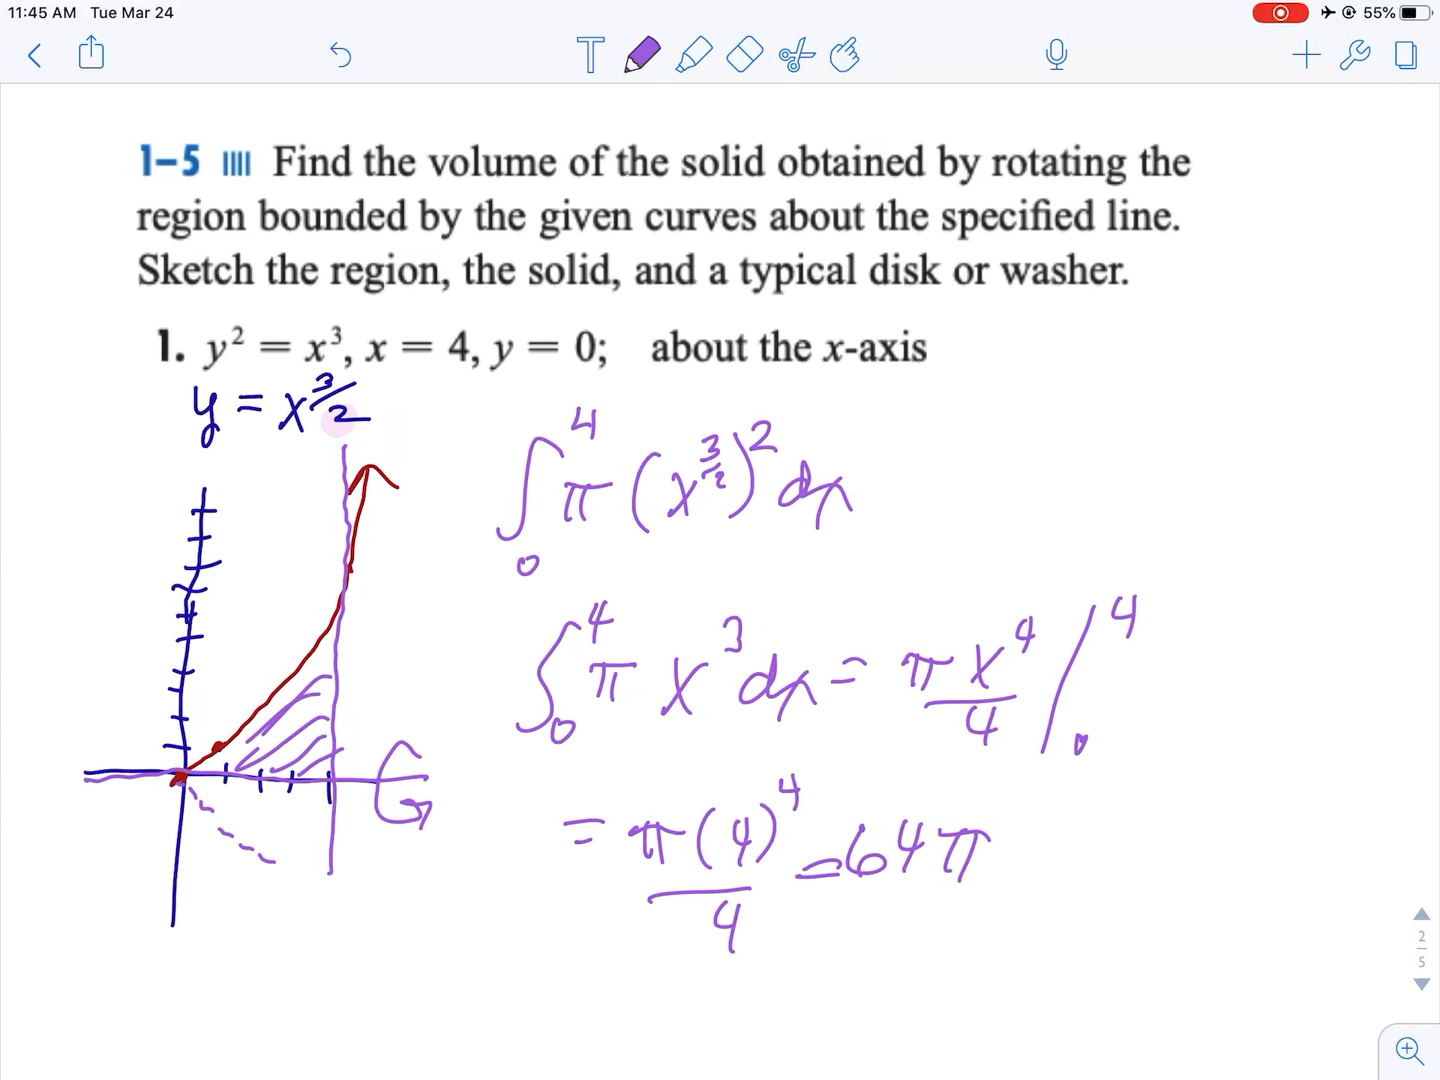 11:45 AM Tue Mar 24
55%
T
1–5 Find the volume of the solid obtained by rotating the
region bounded by the given curves about the specified line.
Sketch the region, the solid, and a typical disk or washer.
1. y² = x³, x = 4, y = 0; about the x-axis
y = x^(3/2)
∫₀⁴ π (x^(3/2))² dx
∫₀⁴ π x³ dx = πx⁴/4 |₀⁴
= π(4)⁴/4 = 64π
2
5